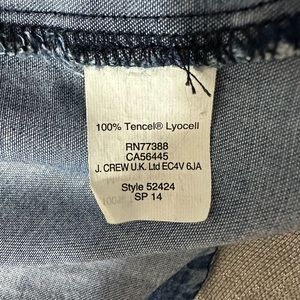 100% Tencel® Lyocell
RN77388
CA56445
J. CREW U.K. Ltd EC4V 6JA
Style 52424
SP 14